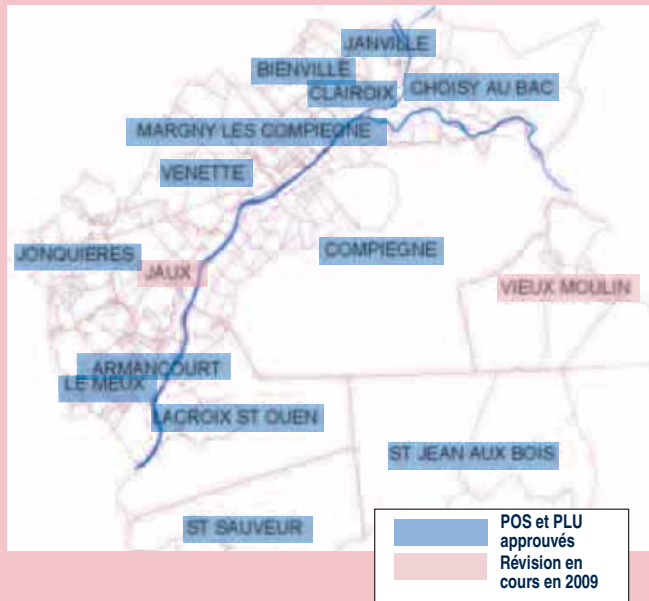 JANVILLE
BIENVILLE
CHOISY AU BAC
CLAIROIX
MARGNY LES COMPIEGNE
VENETTE
COMPIEGNE
JONQUIERES
JAUX
VIEUX MOULIN
ARMANCOURT
LE MEUX
LACROIX ST OUEN
ST JEAN AUX BOIS
ST SAUVEUR
POS et PLU
approuvés
Révision en
cours en 2009